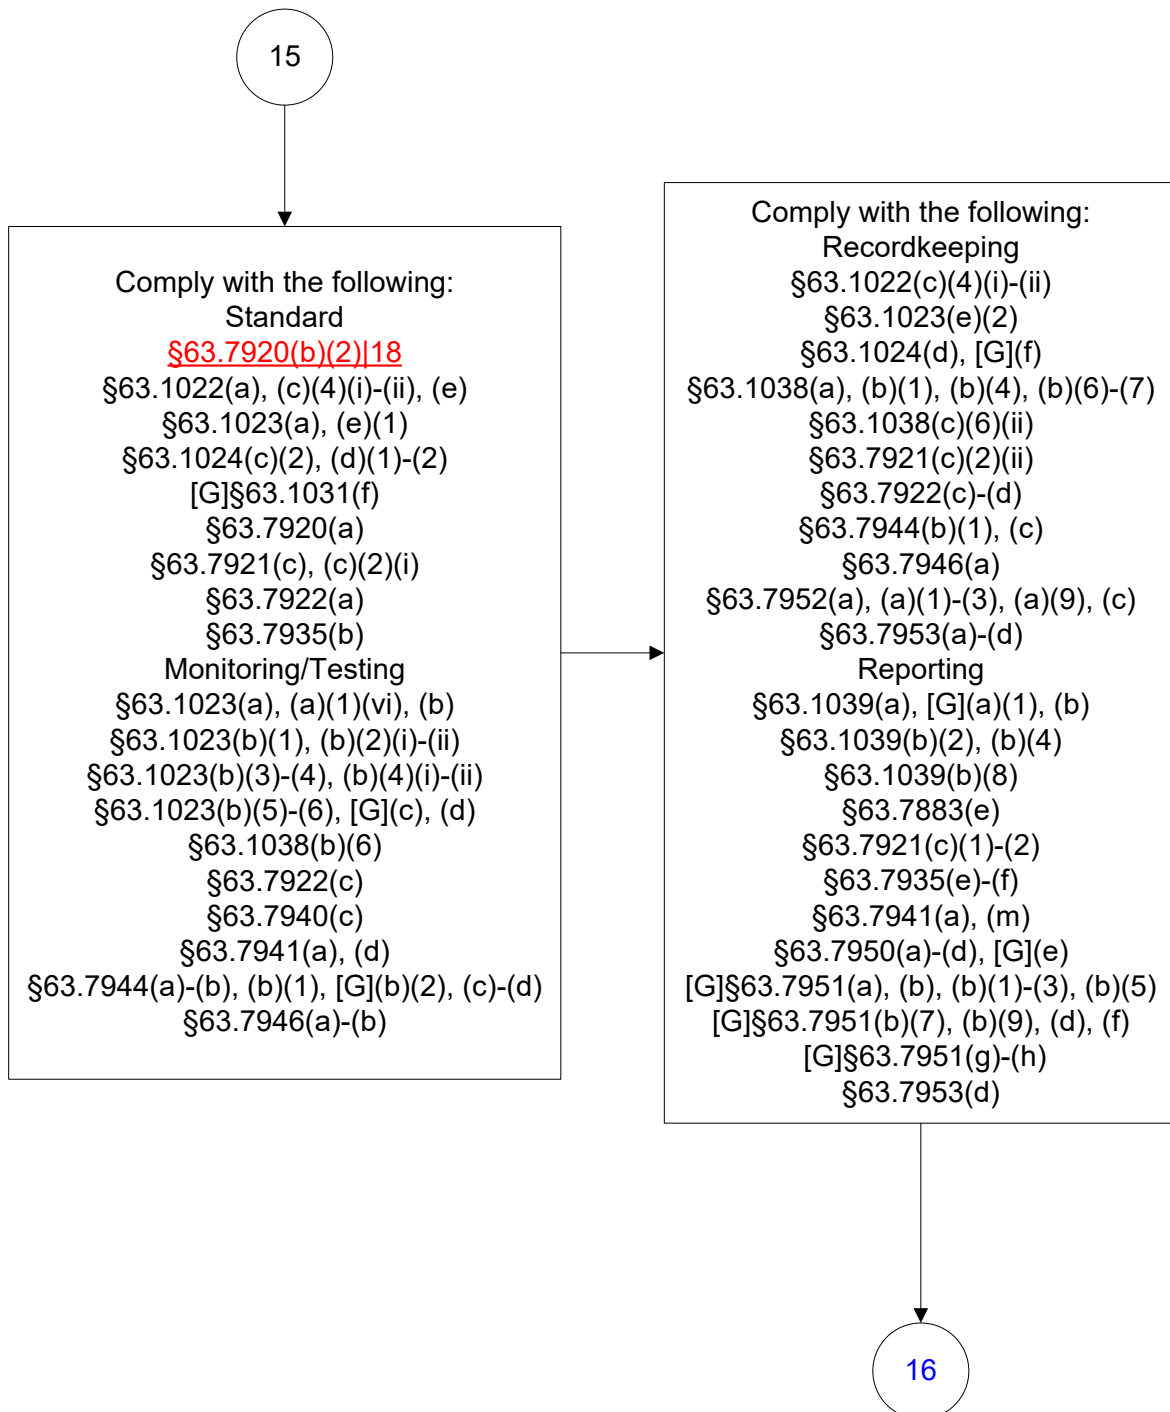 15
Comply with the following:
Standard
§63.7920(b)(2)|18
§63.1022(a), (c)(4)(i)-(ii), (e)
§63.1023(a), (e)(1)
§63.1024(c)(2), (d)(1)-(2)
[G]§63.1031(f)
§63.7920(a)
§63.7921(c), (c)(2)(i)
§63.7922(a)
§63.7935(b)
Monitoring/Testing
§63.1023(a), (a)(1)(vi), (b)
§63.1023(b)(1), (b)(2)(i)-(ii)
§63.1023(b)(3)-(4), (b)(4)(i)-(ii)
§63.1023(b)(5)-(6), [G](c), (d)
§63.1038(b)(6)
§63.7922(c)
§63.7940(c)
§63.7941(a), (d)
§63.7944(a)-(b), (b)(1), [G](b)(2), (c)-(d)
§63.7946(a)-(b)
Comply with the following:
Recordkeeping
§63.1022(c)(4)(i)-(ii)
§63.1023(e)(2)
§63.1024(d), [G](f)
§63.1038(a), (b)(1), (b)(4), (b)(6)-(7)
§63.1038(c)(6)(ii)
§63.7921(c)(2)(ii)
§63.7922(c)-(d)
§63.7944(b)(1), (c)
§63.7946(a)
§63.7952(a), (a)(1)-(3), (a)(9), (c)
§63.7953(a)-(d)
Reporting
§63.1039(a), [G](a)(1), (b)
§63.1039(b)(2), (b)(4)
§63.1039(b)(8)
§63.7883(e)
§63.7921(c)(1)-(2)
§63.7935(e)-(f)
§63.7941(a), (m)
§63.7950(a)-(d), [G](e)
[G]§63.7951(a), (b), (b)(1)-(3), (b)(5)
[G]§63.7951(b)(7), (b)(9), (d), (f)
[G]§63.7951(g)-(h)
§63.7953(d)
16